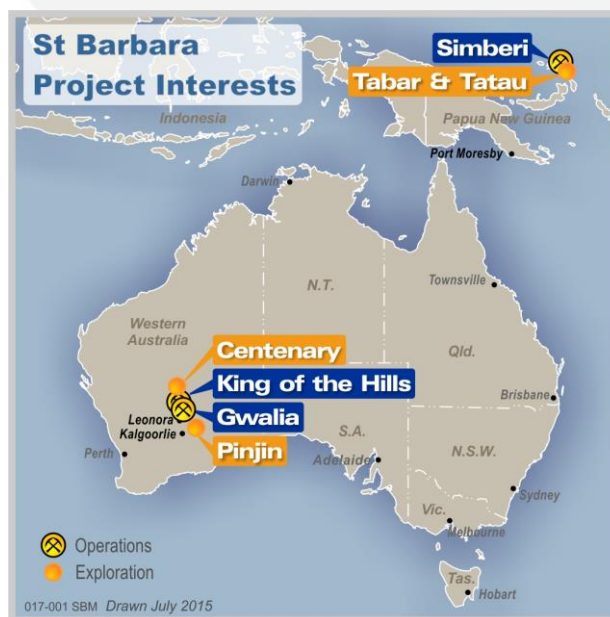 St Barbara
Project Interests
Simberi
Tabar & Tatau
Indonesia
Papua New Guinea
Port Moresby
Darwin
Townsville
N.T.
Western
Australia
Qld.
Centenary
King of the Hills
Gwalia
Leonora
Kalgoorlie
Pinjin
Brisbane
Perth
S.A.
Adelaide
N.S.W.
Sydney
Vic.
Melbourne
Tas.
Hobart
Operations
Exploration
017-001 SBM Drawn July 2015